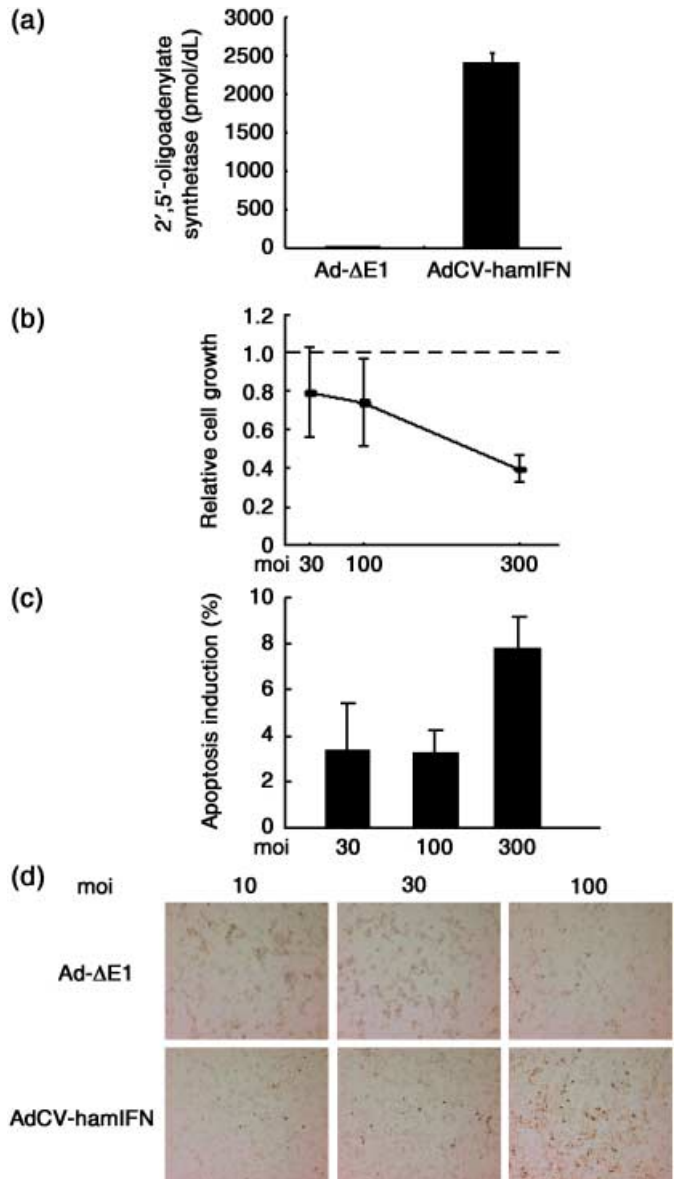 (a)
2′,5′-oligoadenylate
synthetase (pmol/dL)
3000
2500
2000
1500
1000
500
0
Ad-ΔE1
AdCV-hamIFN
(b)
Relative cell growth
1.2
1.0
0.8
0.6
0.4
0.2
0
moi 30 100 300
(c)
Apoptosis induction (%)
10
8
6
4
2
0
moi 30 100 300
(d)
moi 10 30 100
Ad-ΔE1
AdCV-hamIFN